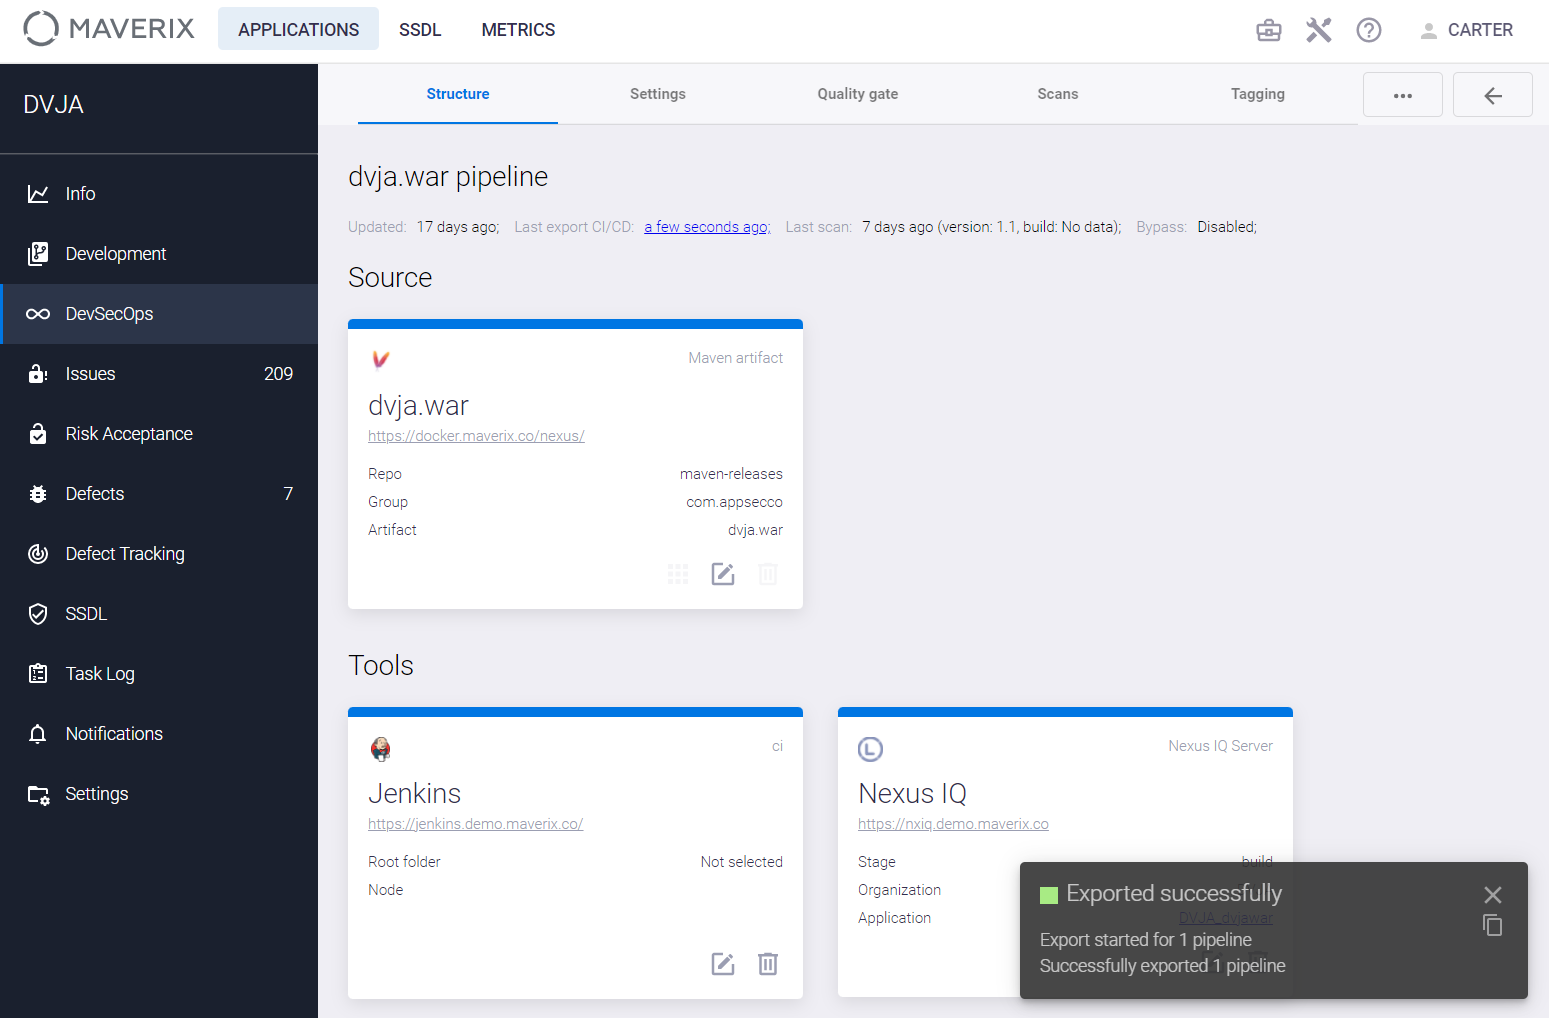 MAVERIX
APPLICATIONS
SSDL
METRICS
CARTER
DVJA
Info
Development
DevSecOps
Issues 209
Risk Acceptance
Defects 7
Defect Tracking
SSDL
Task Log
Notifications
Settings
Structure
Settings
Quality gate
Scans
Tagging
dvja.war pipeline
Updated: 17 days ago; Last export CI/CD: a few seconds ago; Last scan: 7 days ago (version: 1.1, build: No data); Bypass: Disabled;
Source
Maven artifact
dvja.war
https://docker.maverix.co/nexus/
Repo maven-releases
Group com.appsecco
Artifact dvja.war
Tools
ci
Jenkins
https://jenkins.demo.maverix.co/
Root folder Not selected
Node
Nexus IQ Server
Nexus IQ
https://nxiq.demo.maverix.co
Stage build
Organization
Application DVJA_dvjawar
Exported successfully
Export started for 1 pipeline
Successfully exported 1 pipeline